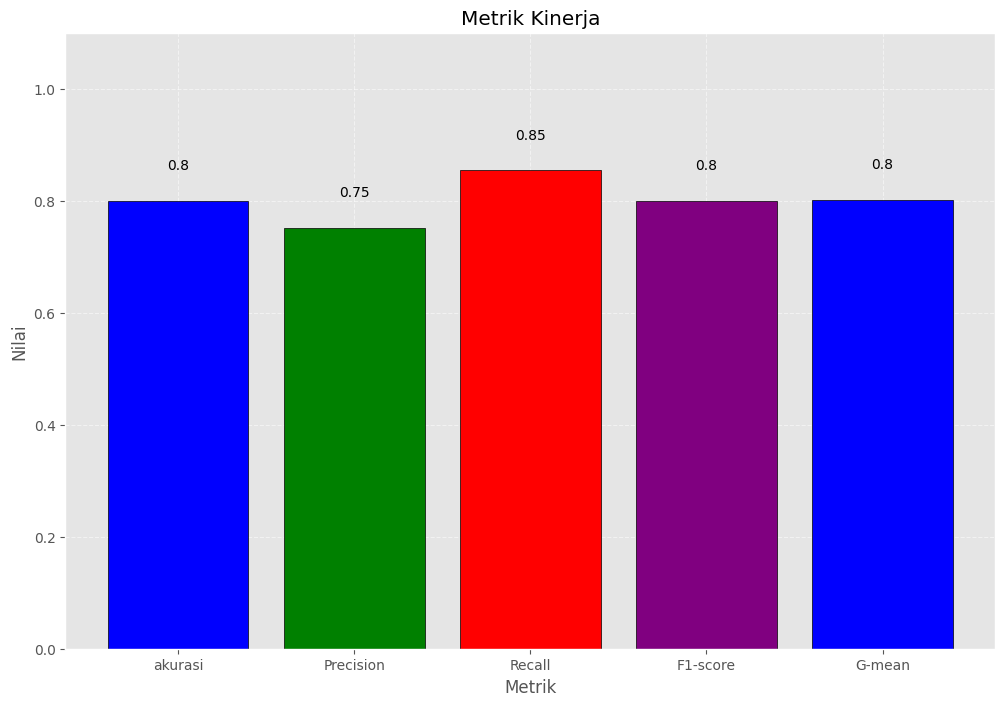 Metrik Kinerja
1.0
0.8
0.6
0.4
0.2
0.0
Nilai
0.8
0.75
0.85
0.8
0.8
akurasi
Precision
Recall
F1-score
G-mean
Metrik